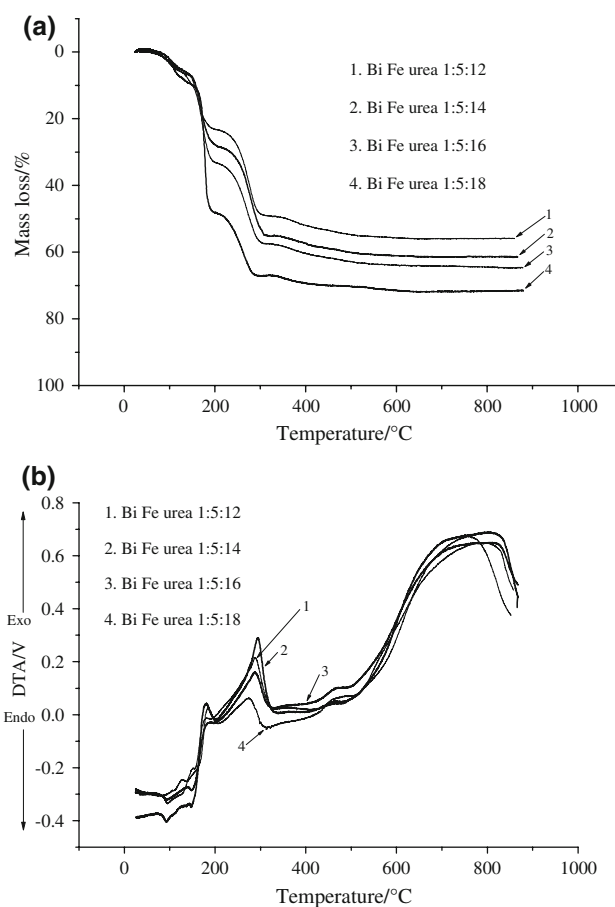 (a)
0
20
40
60
80
100
Mass loss/%
1. Bi Fe urea 1:5:12
2. Bi Fe urea 1:5:14
3. Bi Fe urea 1:5:16
4. Bi Fe urea 1:5:18
1
2
3
4
0 200 400 600 800 1000
Temperature/°C
(b)
0.8
0.6
0.4
0.2
0.0
-0.2
-0.4
Exo
DTA/V
Endo
1. Bi Fe urea 1:5:12
2. Bi Fe urea 1:5:14
3. Bi Fe urea 1:5:16
4. Bi Fe urea 1:5:18
1
2
3
4
0 200 400 600 800 1000
Temperature/°C